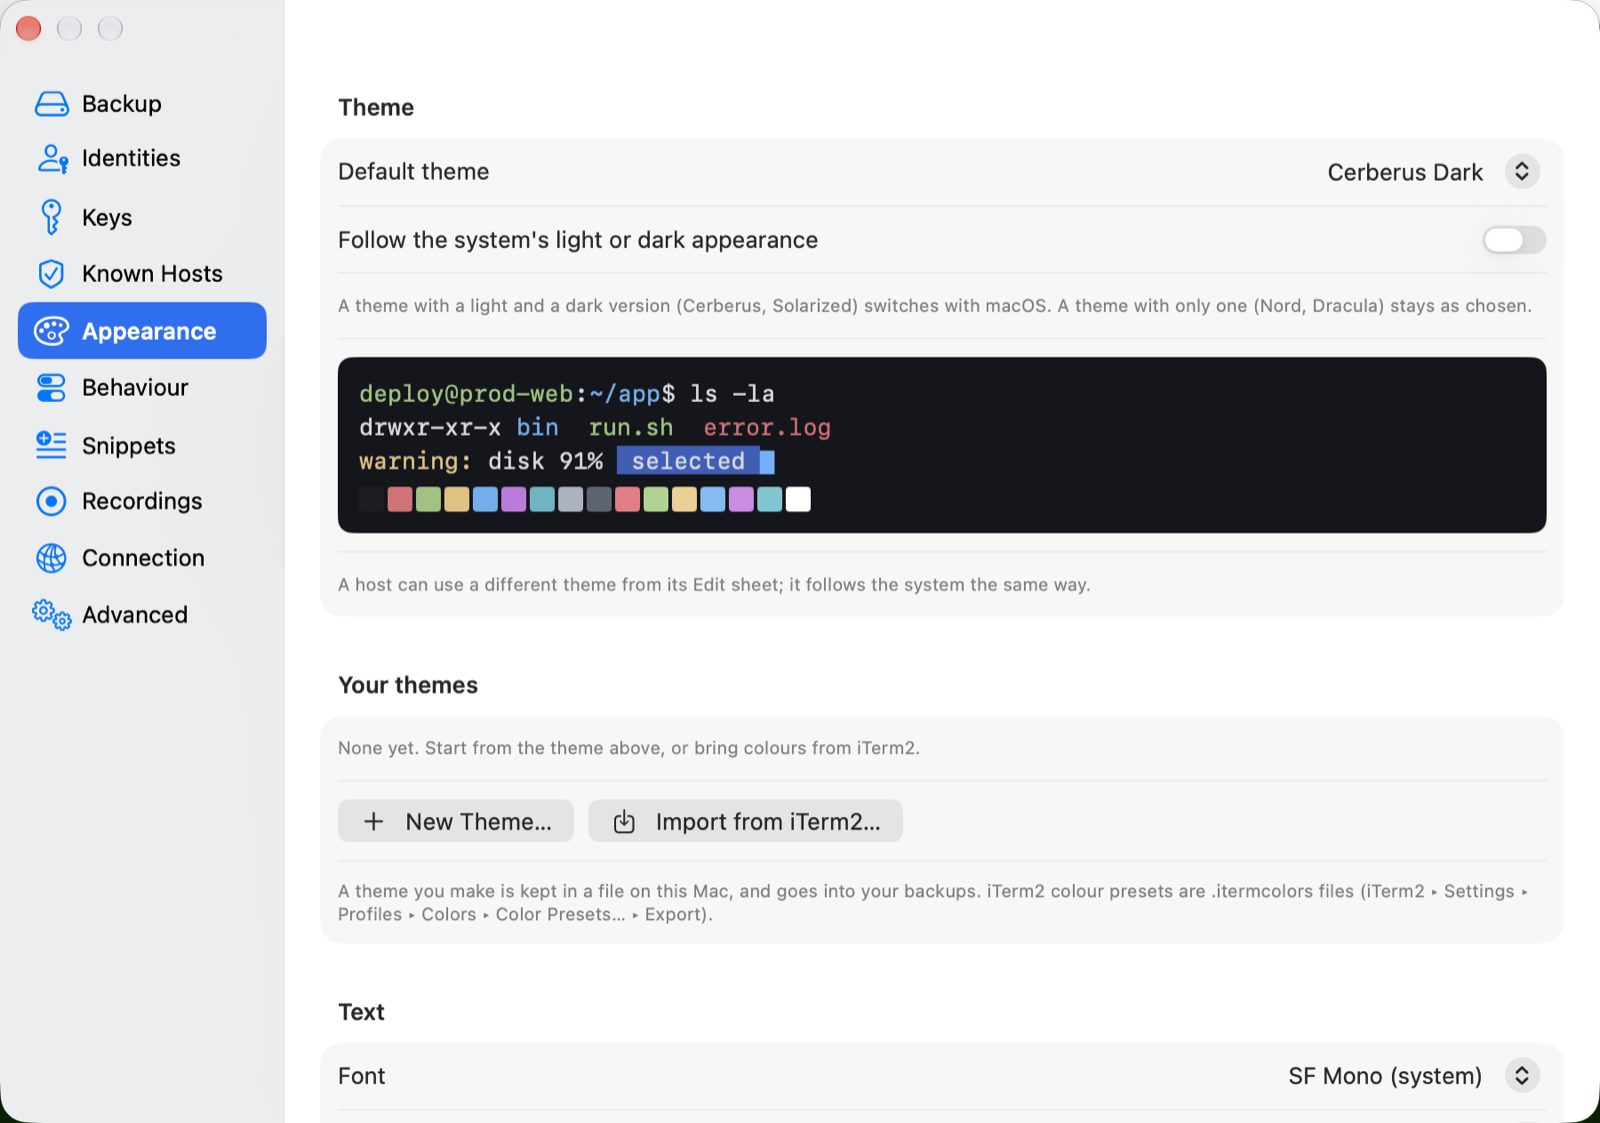 Backup
Identities
Keys
Known Hosts
Appearance
Behaviour
Snippets
Recordings
Connection
Advanced
Theme
Default theme
Cerberus Dark
Follow the system's light or dark appearance
A theme with a light and a dark version (Cerberus, Solarized) switches with macOS. A theme with only one (Nord, Dracula) stays as chosen.
deploy@prod-web:~/app$ ls -la
drwxr-xr-x bin run.sh error.log
warning: disk 91% selected
A host can use a different theme from its Edit sheet; it follows the system the same way.
Your themes
None yet. Start from the theme above, or bring colours from iTerm2.
New Theme...
Import from iTerm2...
A theme you make is kept in a file on this Mac, and goes into your backups. iTerm2 colour presets are .itermcolors files (iTerm2 ▸ Settings ▸
Profiles ▸ Colors ▸ Color Presets... ▸ Export).
Text
Font
SF Mono (system)